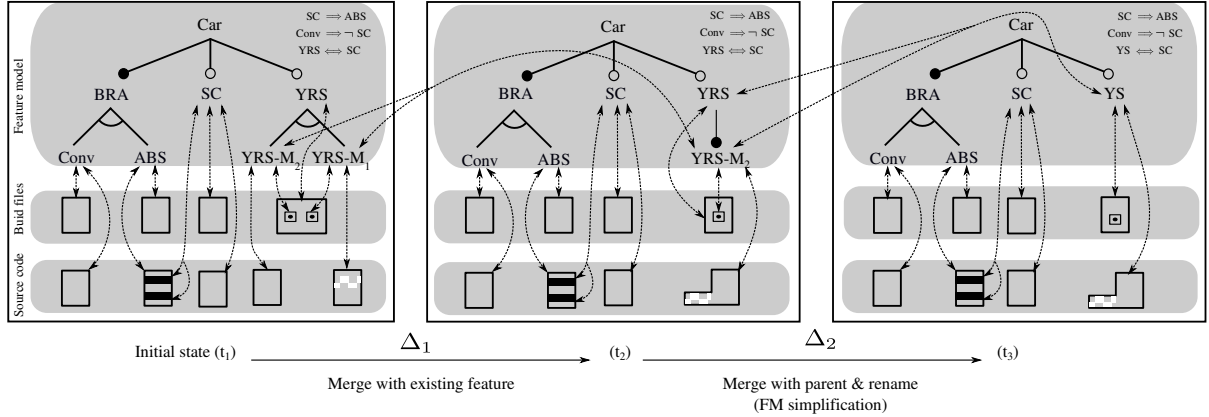 Feature model
Buid files
Source code
Car
SC ⟹ ABS
Conv ⟹ ¬ SC
YRS ⟺ SC
BRA
SC
YRS
Conv
ABS
YRS-M₂
YRS-M₁
Car
SC ⟹ ABS
Conv ⟹ ¬ SC
YRS ⟺ SC
BRA
SC
YRS
Conv
ABS
YRS-M₂
Car
SC ⟹ ABS
Conv ⟹ ¬ SC
YS ⟺ SC
BRA
SC
YS
Conv
ABS
Initial state (t₁)
Δ₁
(t₂)
Δ₂
(t₃)
Merge with existing feature
Merge with parent & rename
(FM simplification)